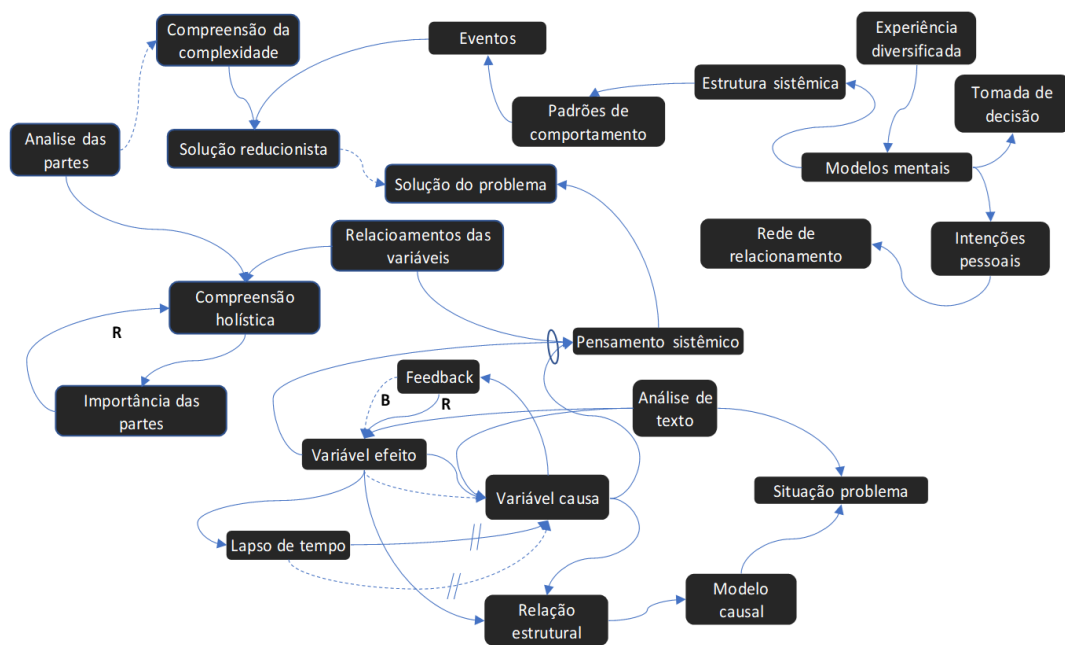 Compreensão da
complexidade
Eventos
Experiência
diversificada
Estrutura sistêmica
Tomada de
decisão
Padrões de
comportamento
Analise das
partes
Solução reducionista
Modelos mentais
Solução do problema
Relacioamentos das
variáveis
Rede de
relacionamento
Intenções
pessoais
Compreensão
holística
R
Pensamento sistêmico
Importância das
partes
Feedback
B
R
Análise de
texto
Variável efeito
Variável causa
Situação problema
Lapso de tempo
//
//
Relação
estrutural
Modelo
causal